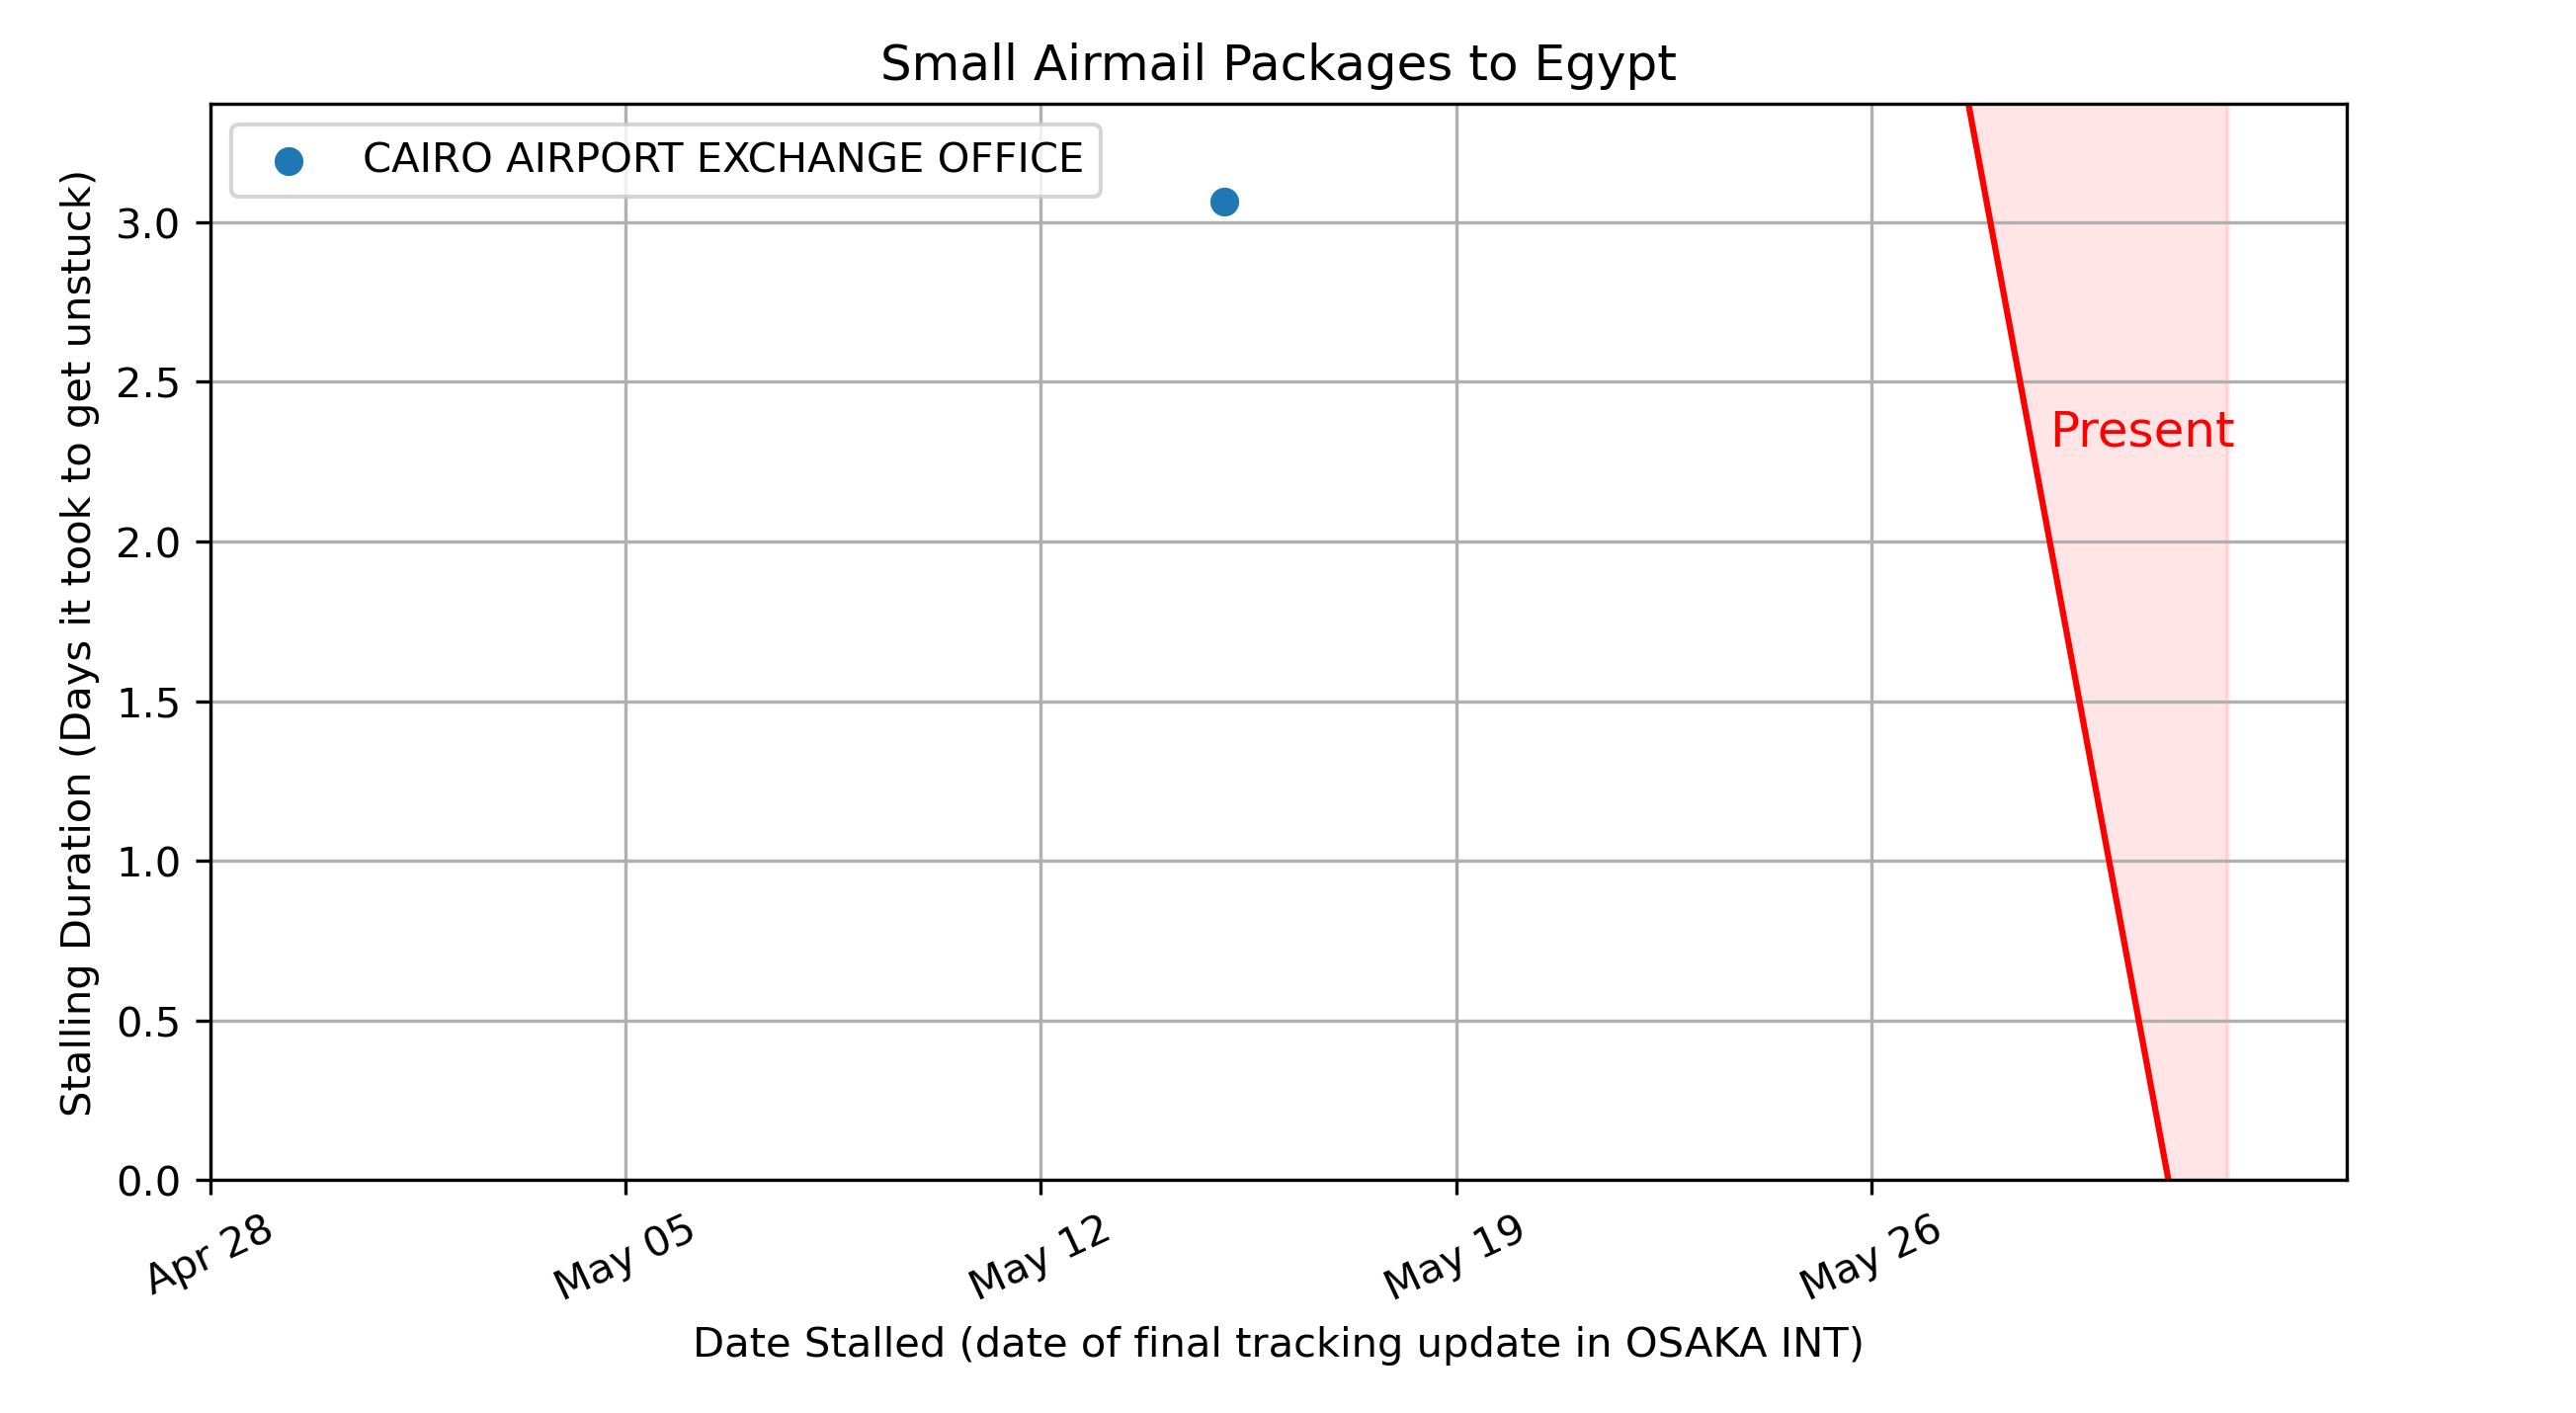 Small Airmail Packages to Egypt
CAIRO AIRPORT EXCHANGE OFFICE
Stalling Duration (Days it took to get unstuck)
3.0
2.5
2.0
1.5
1.0
0.5
0.0
Present
Apr 28
May 05
May 12
May 19
May 26
Date Stalled (date of final tracking update in OSAKA INT)